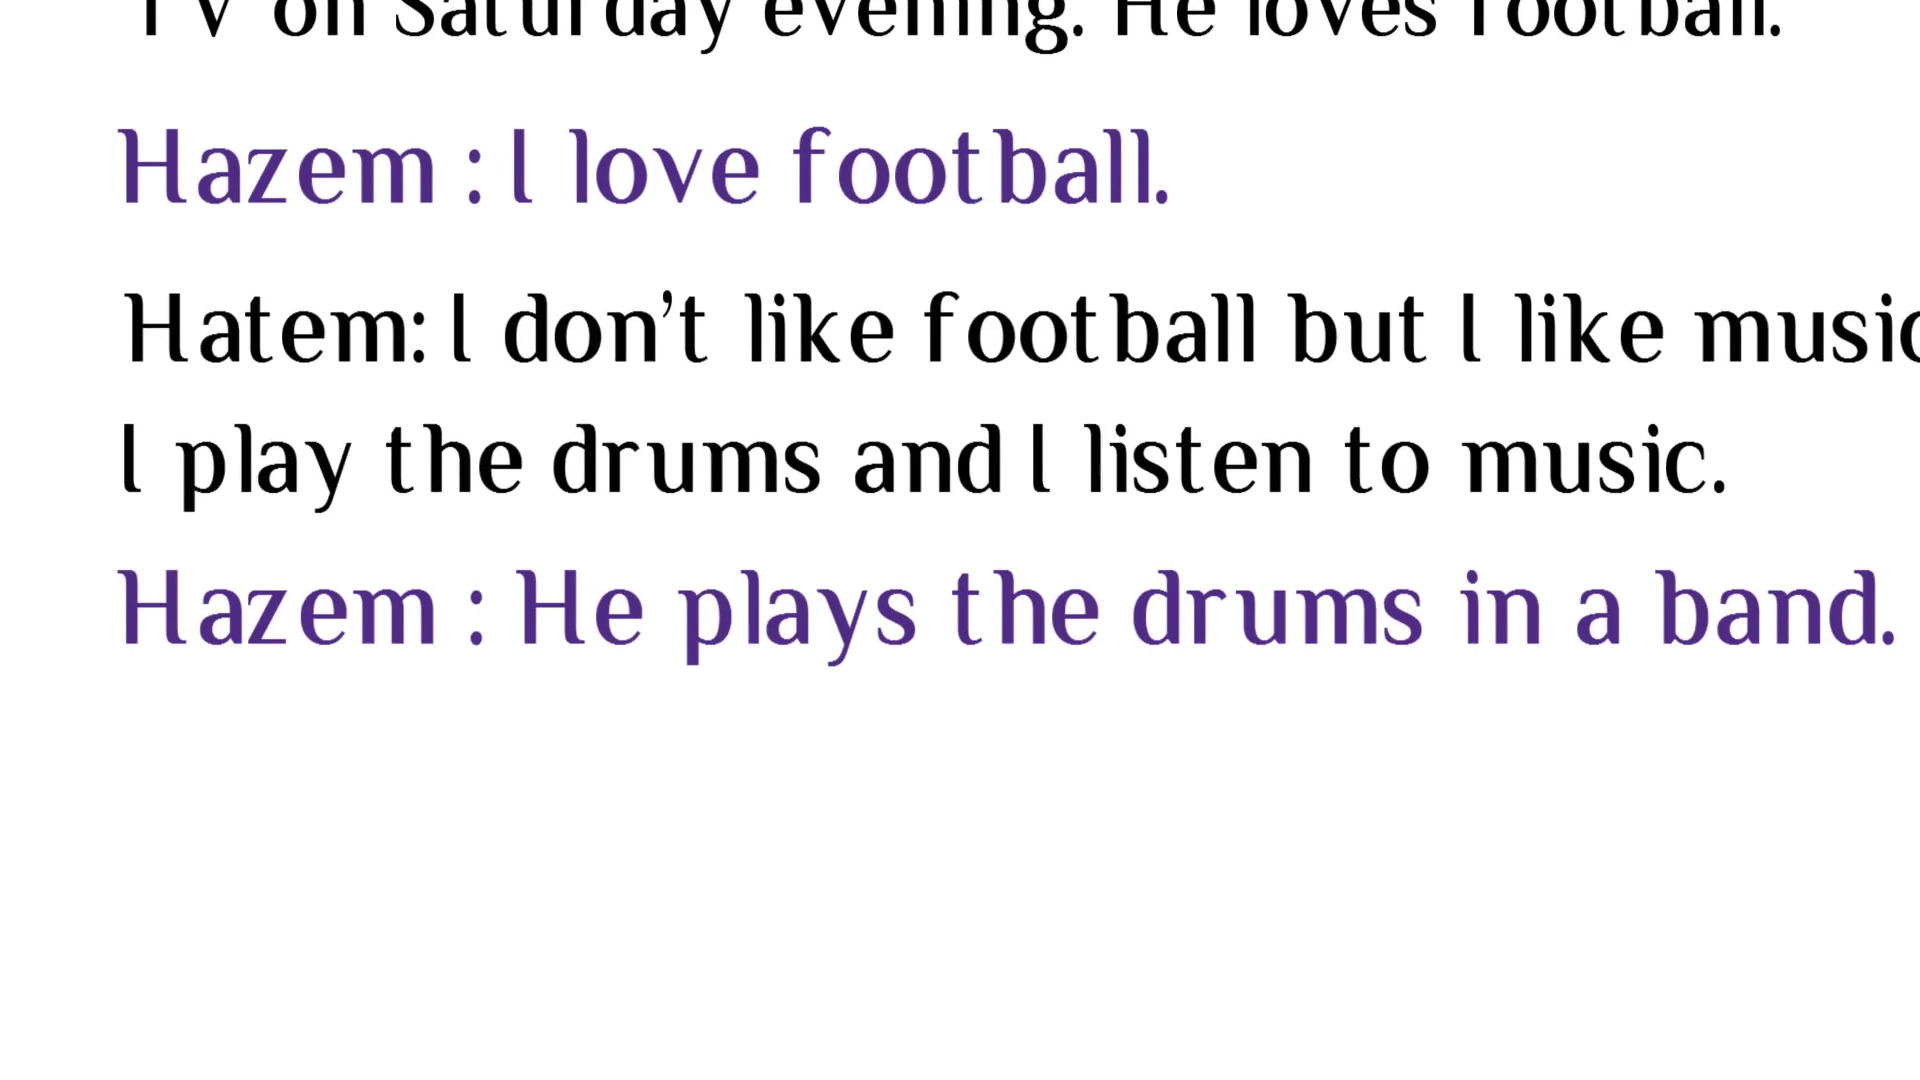 TV on Saturday evening. He loves football.
Hazem : I love football.
Hatem: I don't like football but I like music
I play the drums and I listen to music.
Hazem : He plays the drums in a band.